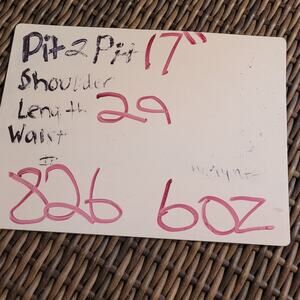 Pit 2 Pit 17"
Shoulder
Length 29
Waist
826 6oz